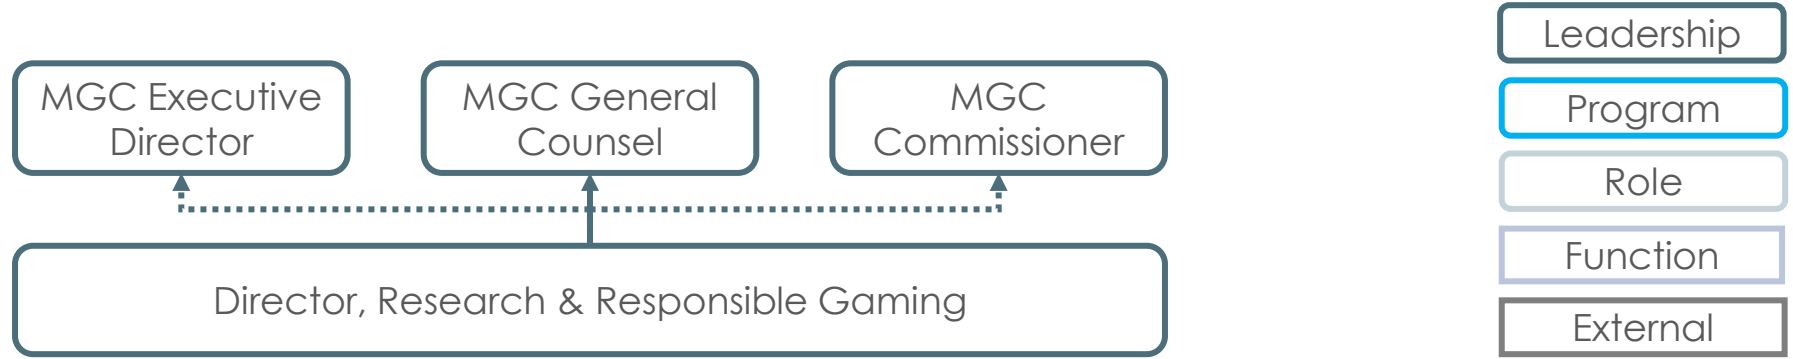 MGC Executive
Director
MGC General
Counsel
MGC
Commissioner
Director, Research & Responsible Gaming
Leadership
Program
Role
Function
External